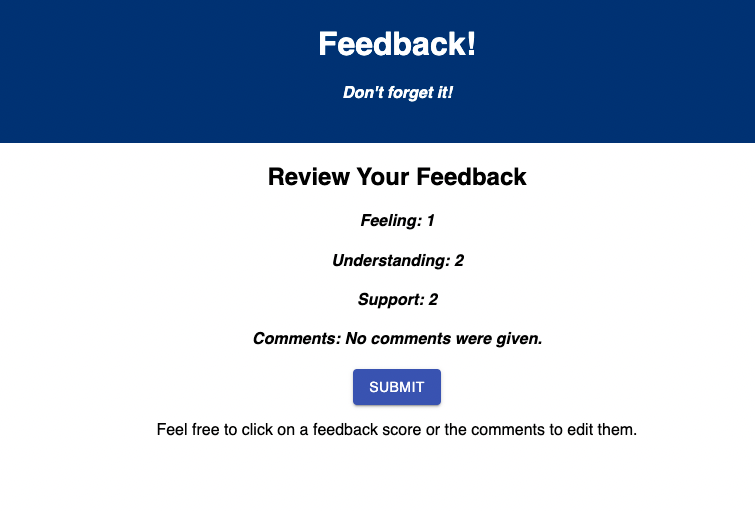 Feedback!
Don't forget it!
Review Your Feedback
Feeling: 1
Understanding: 2
Support: 2
Comments: No comments were given.
SUBMIT
Feel free to click on a feedback score or the comments to edit them.